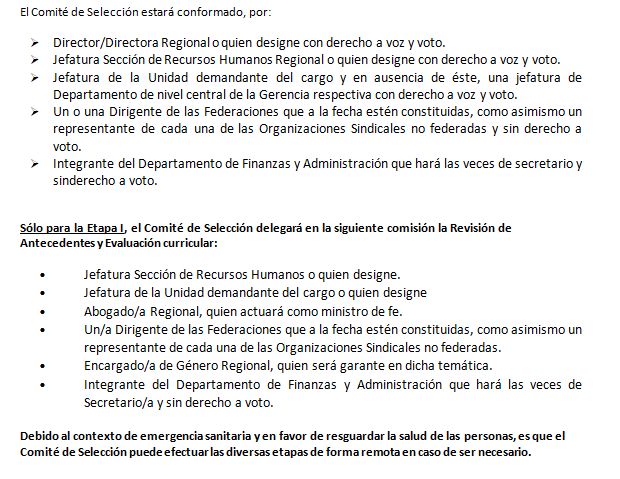 El Comité de Selección estará conformado, por:
➢ Director/Directora Regional o quien designe con derecho a voz y voto.
➢ Jefatura Sección de Recursos Humanos Regional o quien designe con derecho a voz y voto.
➢ Jefatura de la Unidad demandante del cargo y en ausencia de éste, una jefatura de
Departamento de nivel central de la Gerencia respectiva con derecho a voz y voto.
➢ Un o una Dirigente de las Federaciones que a la fecha estén constituidas, como asimismo un
representante de cada una de las Organizaciones Sindicales no federadas y sin derecho a
voto.
➢ Integrante del Departamento de Finanzas y Administración que hará las veces de secretario y
sin derecho a voto.
Sólo para la Etapa I, el Comité de Selección delegará en la siguiente comisión la Revisión de
Antecedentes y Evaluación curricular:
• Jefatura Sección de Recursos Humanos o quien designe.
• Jefatura de la Unidad demandante del cargo o quien designe
• Abogado/a Regional, quien actuará como ministro de fe.
• Un/a Dirigente de las Federaciones que a la fecha estén constituidas, como asimismo un
representante de cada una de las Organizaciones Sindicales no federadas.
• Encargado/a de Género Regional, quien será garante en dicha temática.
• Integrante del Departamento de Finanzas y Administración que hará las veces de
Secretario/a y sin derecho a voto.
Debido al contexto de emergencia sanitaria y en favor de resguardar la salud de las personas, es que el
Comité de Selección puede efectuar las diversas etapas de forma remota en caso de ser necesario.